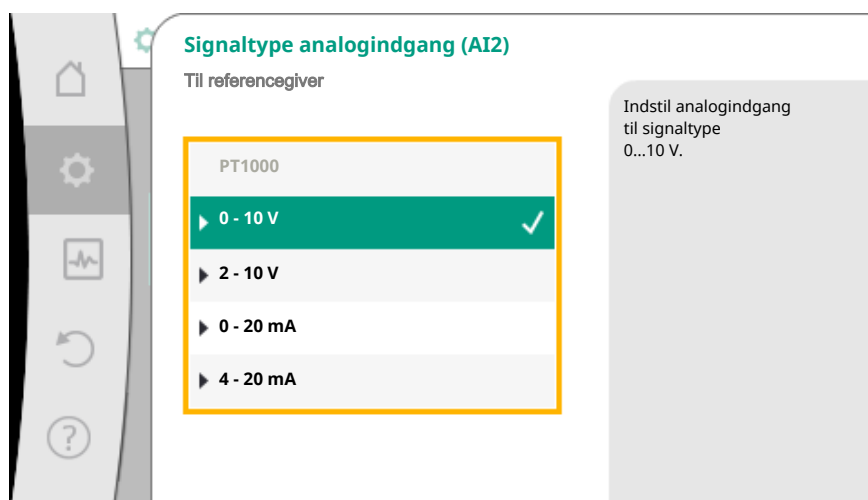 Signaltype analogindgang (AI2)
Til referencegiver
PT1000
0 - 10 V
2 - 10 V
0 - 20 mA
4 - 20 mA
Indstil analogindgang
til signaltype
0...10 V.